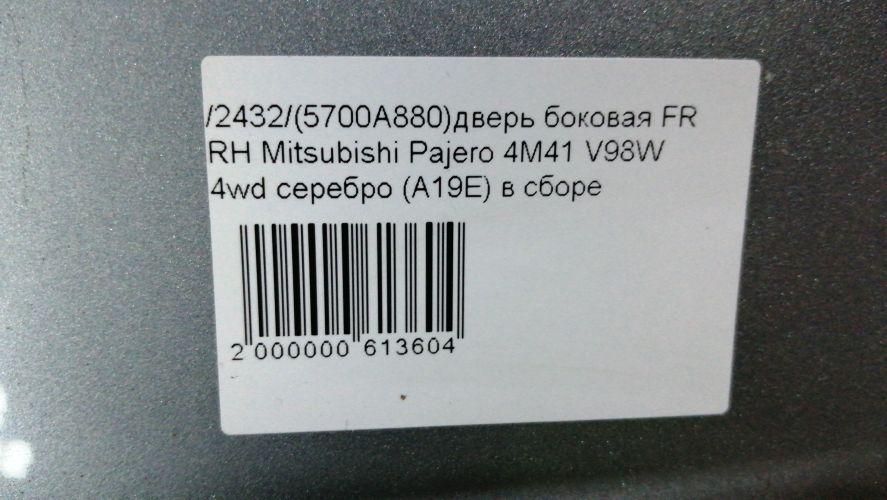 /2432/(5700A880)дверь боковая FR
RH Mitsubishi Pajero 4M41 V98W
4wd серебро (A19E) в сборе
2 000000 613604